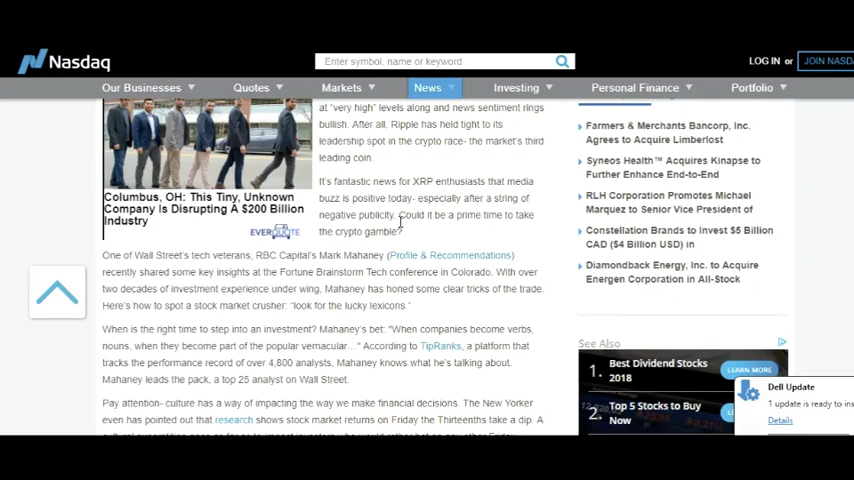 Nasdaq
Enter symbol, name or keyword
LOG IN or
JOIN NASDA
Our Businesses
Quotes
Markets
News
Investing
Personal Finance
Portfolio
at "very high" levels along and news sentiment rings
bullish. After all, Ripple has held tight to its
leadership spot in the crypto race- the market's third
leading coin.
It's fantastic news for XRP enthusiasts that media
buzz is positive today- especially after a string of
negative publicity. Could it be a prime time to take
the crypto gamble?
Columbus, OH: This Tiny, Unknown
Company Is Disrupting A $200 Billion
Industry
EVERQUOTE
One of Wall Street's tech veterans, RBC Capital's Mark Mahaney (Profile & Recommendations)
recently shared some key insights at the Fortune Brainstorm Tech conference in Colorado. With over
two decades of investment experience under wing, Mahaney has honed some clear tricks of the trade.
Here's how to spot a stock market crusher: "look for the lucky lexicons."
When is the right time to step into an investment? Mahaney's bet: "When companies become verbs,
nouns, when they become part of the popular vernacular…" According to TipRanks, a platform that
tracks the performance record of over 4,800 analysts, Mahaney knows what he's talking about.
Mahaney leads the pack, a top 25 analyst on Wall Street.
Pay attention- culture has a way of impacting the way we make financial decisions. The New Yorker
even has pointed out that research shows stock market returns on Friday the Thirteenths take a dip. A
Farmers & Merchants Bancorp, Inc.
Agrees to Acquire Limberlost
Syneos Health™ Acquires Kinapse to
Further Enhance End-to-End
RLH Corporation Promotes Michael
Marquez to Senior Vice President of
Constellation Brands to Invest $5 Billion
CAD ($4 Billion USD) in
Diamondback Energy, Inc. to Acquire
Energen Corporation in All-Stock
See Also
1. Best Dividend Stocks
2018
LEARN MORE
2. Top 5 Stocks to Buy
Now
Dell Update
1 update is ready to ins
Details